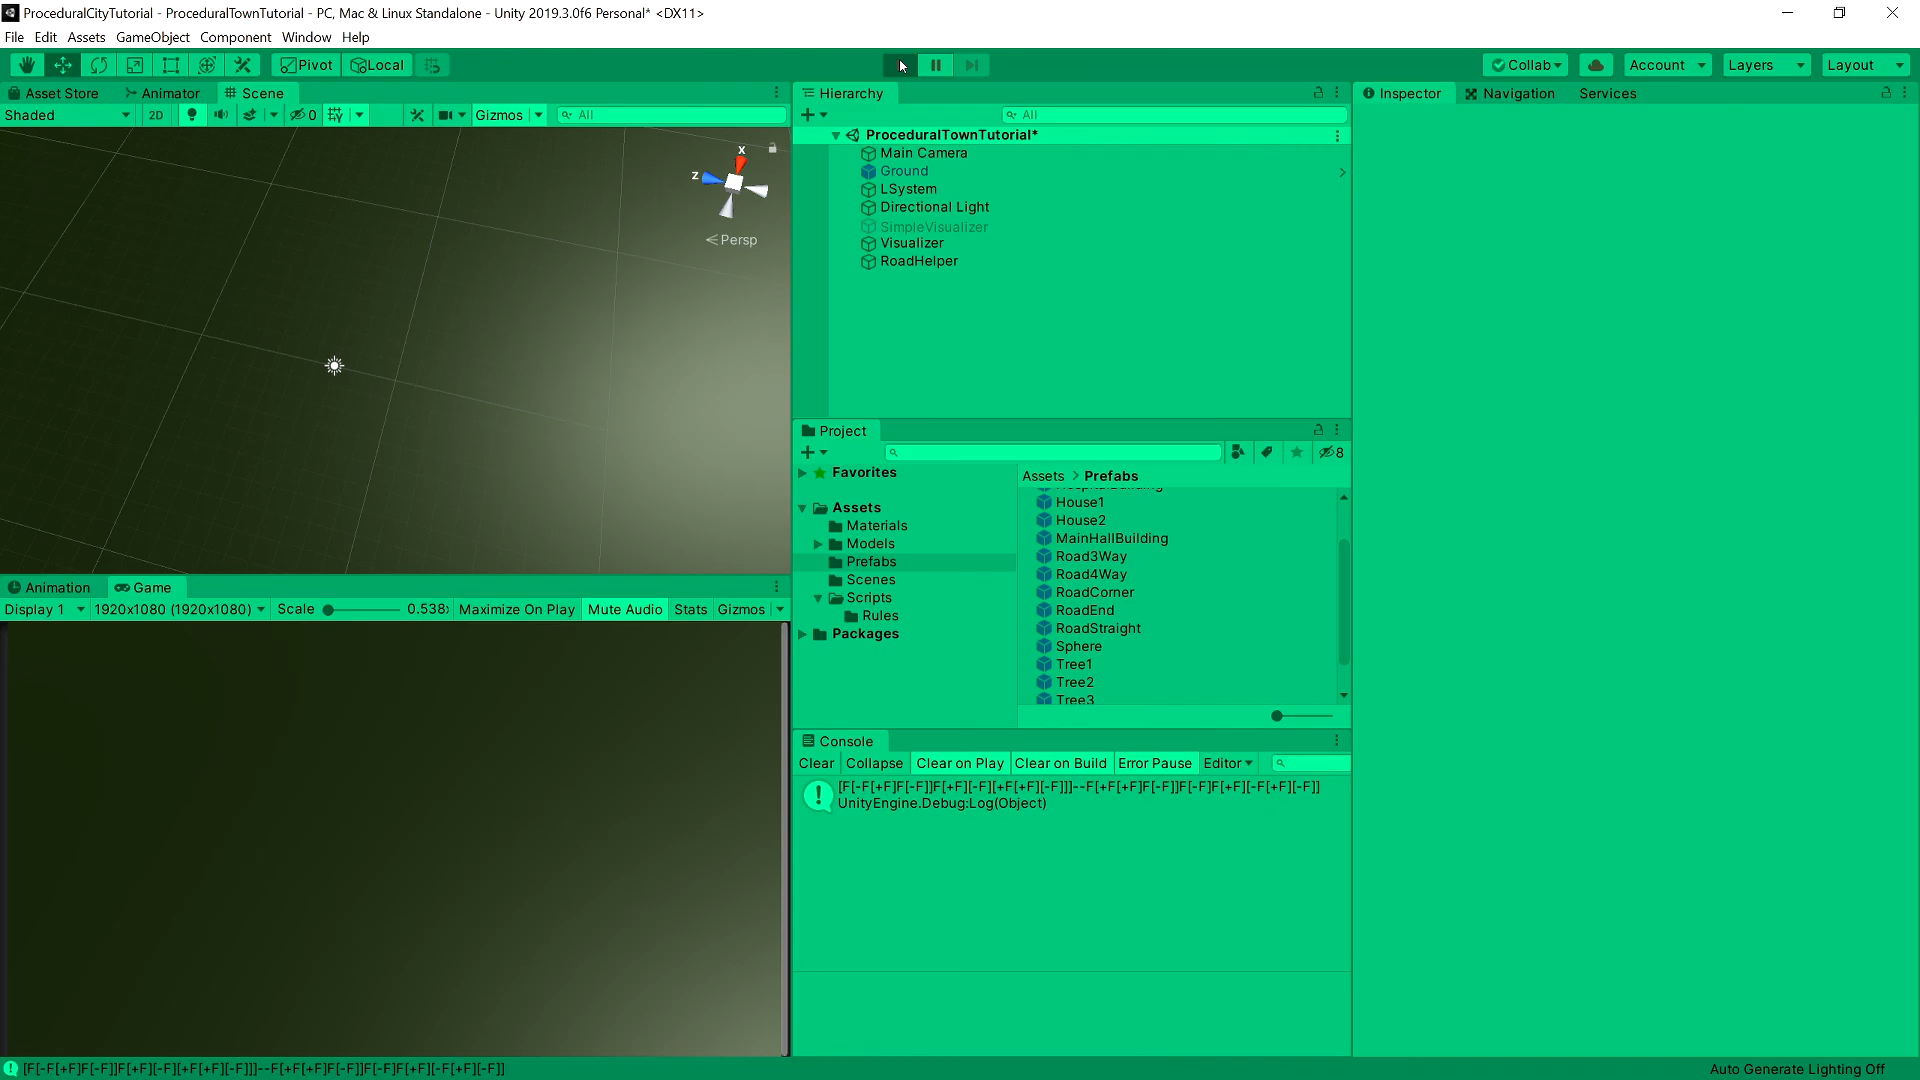 ProceduralCityTutorial - ProceduralTownTutorial - PC, Mac & Linux Standalone - Unity 2019.3.0f6 Personal* <DX11>
File Edit Assets GameObject Component Window Help
Pivot Local Collab Account Layers Layout
Asset Store Animator Scene
Shaded 2D 0 Gizmos All
X
Z
Persp
Hierarchy
All
ProceduralTownTutorial*
Main Camera
Ground
LSystem
Directional Light
SimpleVisualizer
Visualizer
RoadHelper
Inspector Navigation Services
Project
8
Favorites
Assets
Materials
Models
Prefabs
Scenes
Scripts
Rules
Packages
Assets > Prefabs
House1
House2
MainHallBuilding
Road3Way
Road4Way
RoadCorner
RoadEnd
RoadStraight
Sphere
Tree1
Tree2
Tree3
Animation Game
Display 1 1920x1080 (1920x1080) Scale 0.538 Maximize On Play Mute Audio Stats Gizmos
Console
Clear Collapse Clear on Play Clear on Build Error Pause Editor
[F[-F[+F]F[-F]]F[+F][-F][+F[+F][-F]]]--F[+F[+F]F[-F]]F[-F]F[+F][-F[+F][-F]]
UnityEngine.Debug:Log(Object)
[F[-F[+F]F[-F]]F[+F][-F][+F[+F][-F]]]--F[+F[+F]F[-F]]F[-F]F[+F][-F[+F][-F]]
Auto Generate Lighting Off